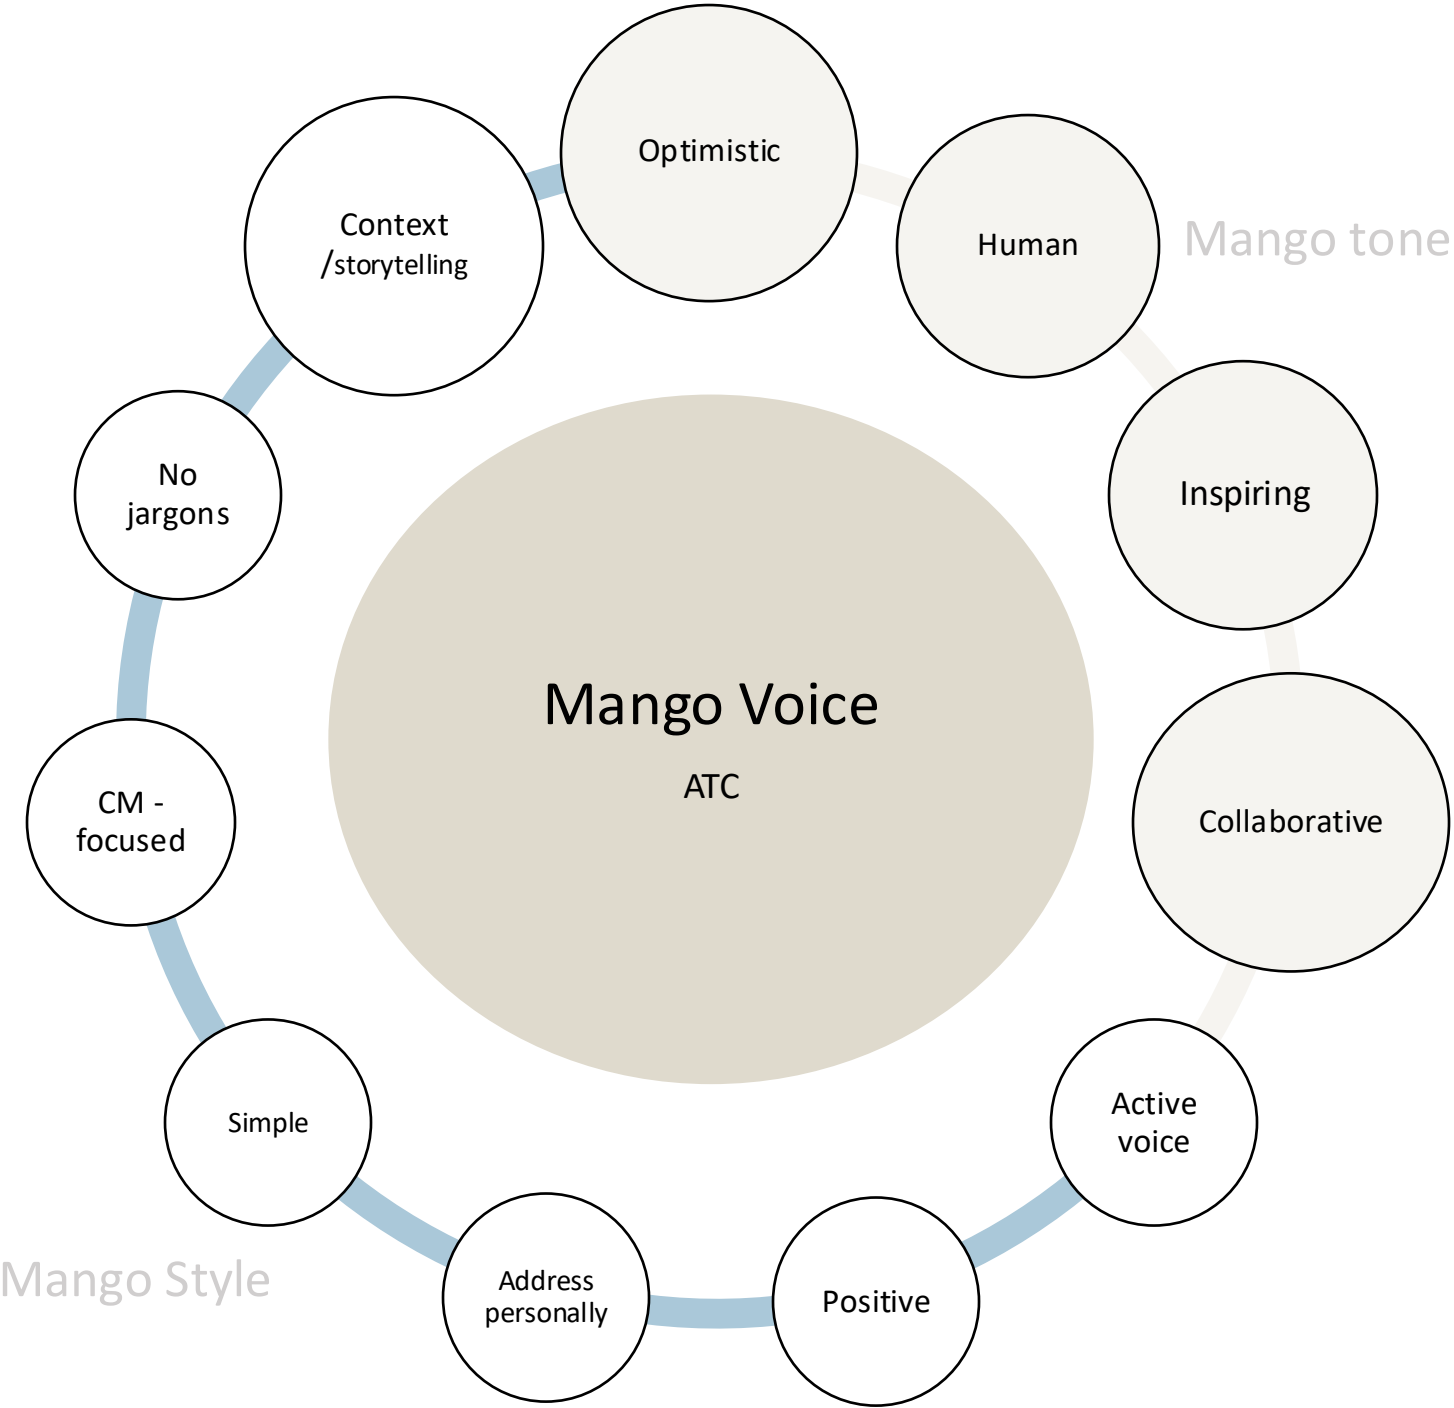 Optimistic
Context
/storytelling
Human
Mango tone
No
jargons
Inspiring
Mango Voice
ATC
CM -
focused
Collaborative
Simple
Active
voice
Mango Style
Address
personally
Positive